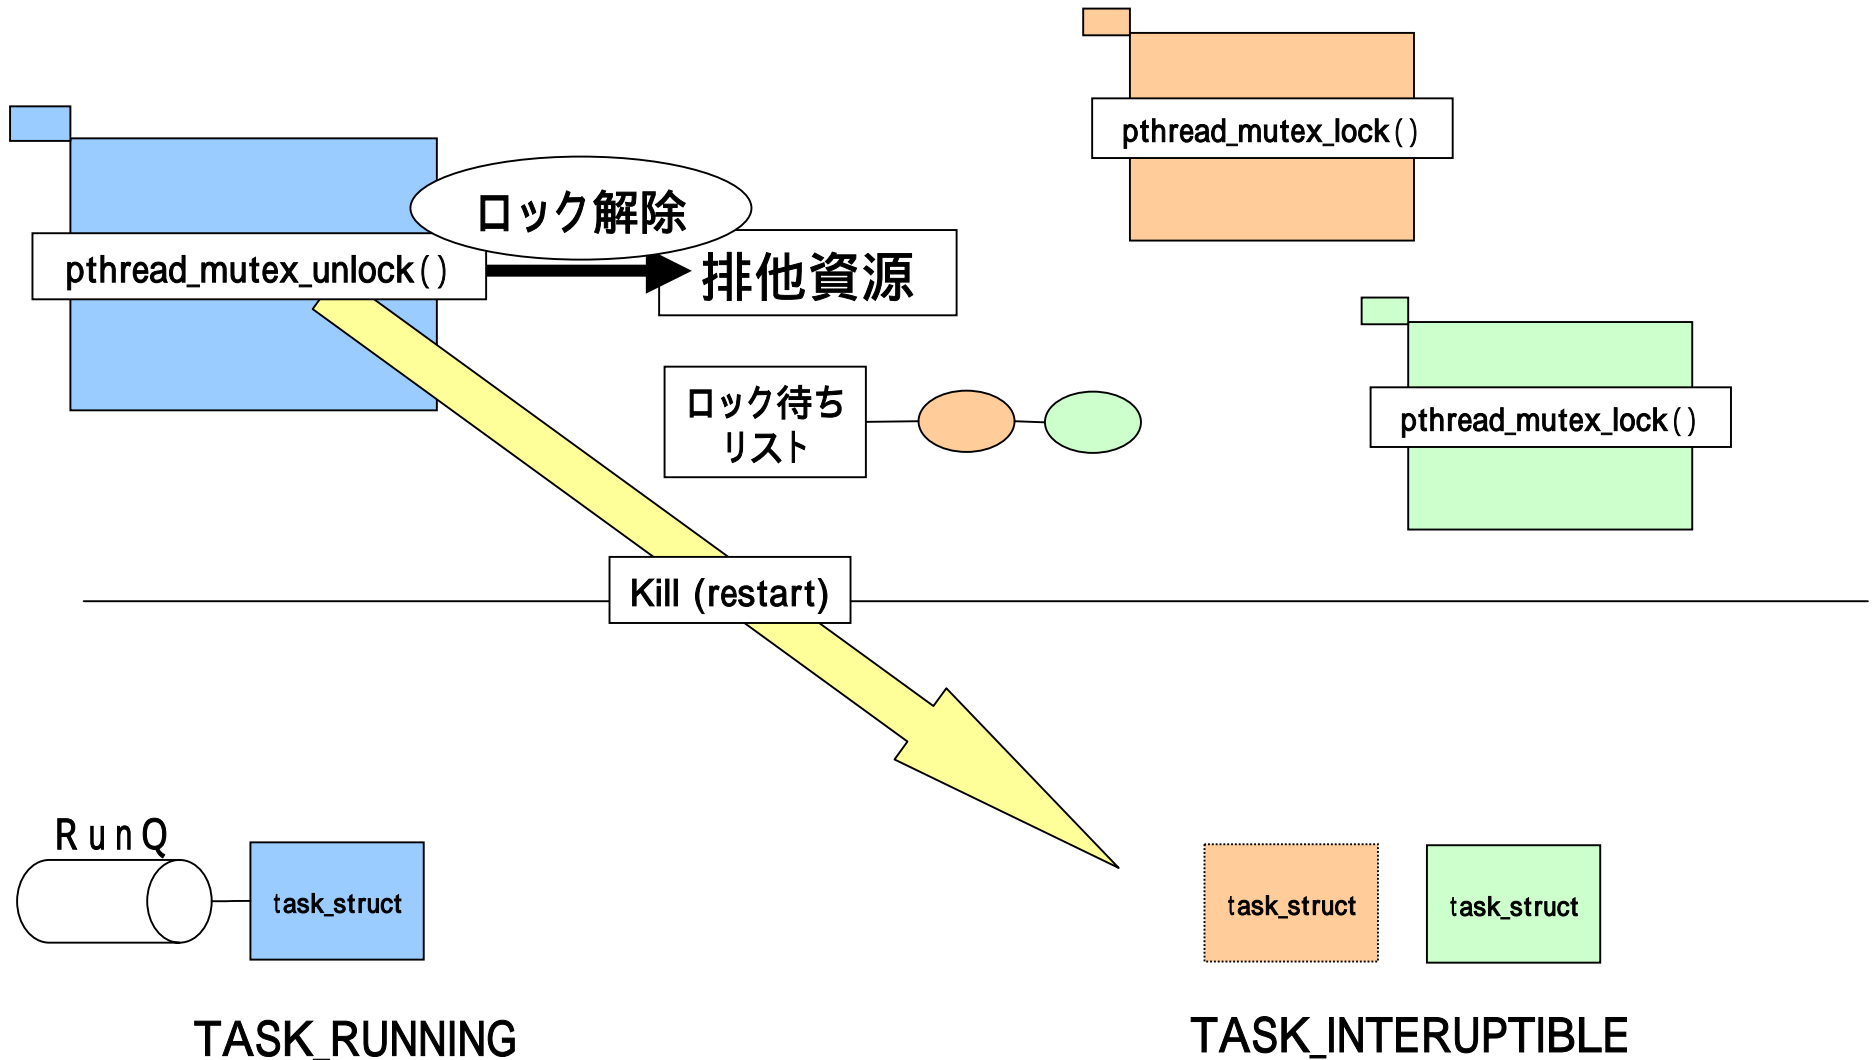 pthread_mutex_lock()
ロック解除
pthread_mutex_unlock()
排他資源
ロック待ち
リスト
pthread_mutex_lock()
Kill (restart)
RunQ
task_struct
task_struct
task_struct
TASK_RUNNING
TASK_INTERUPTIBLE